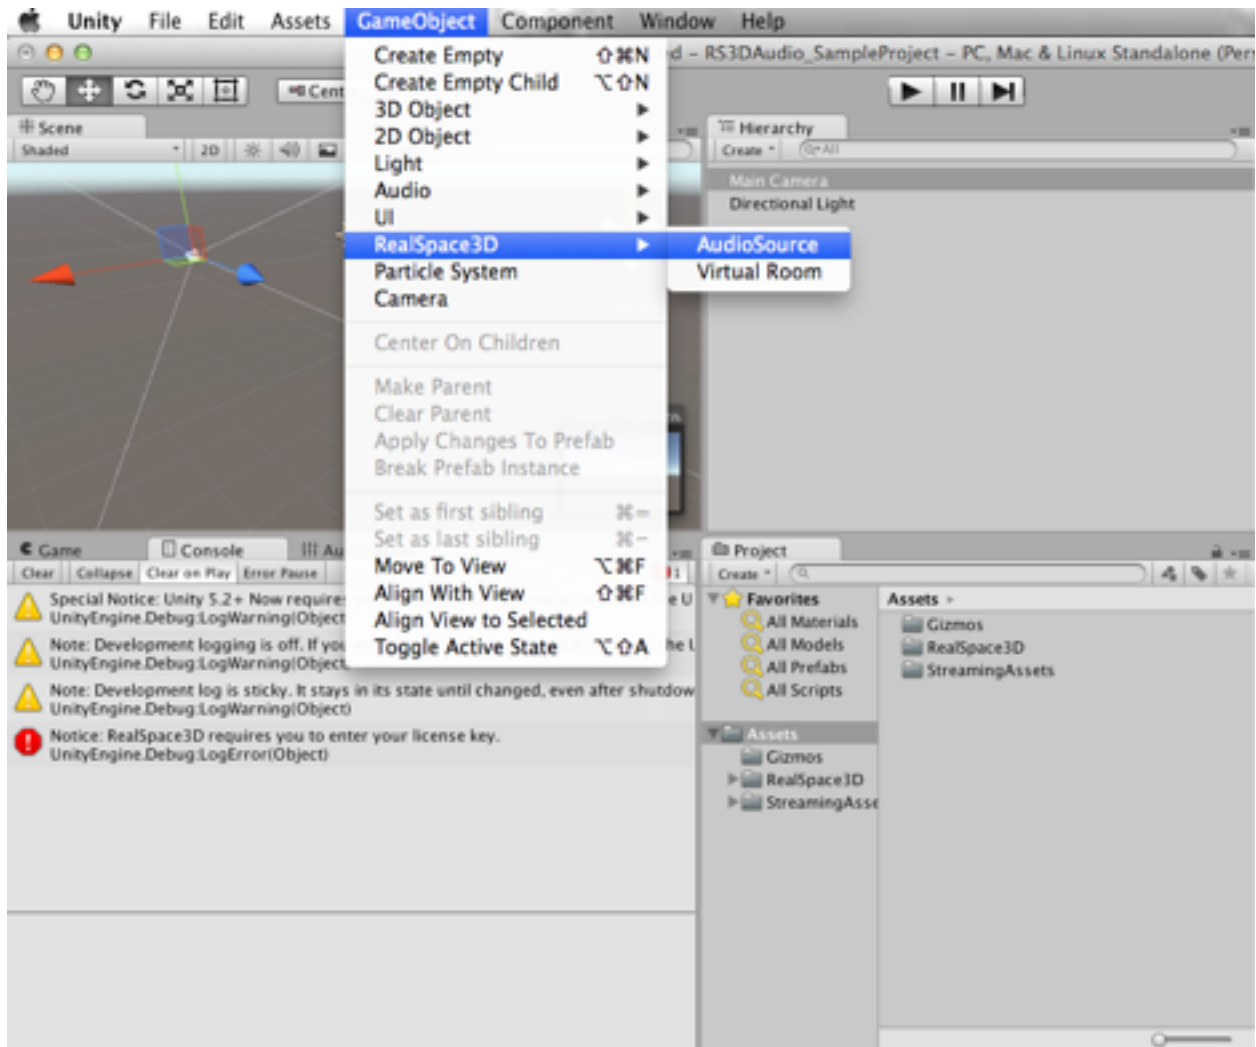 Unity File Edit Assets GameObject Component Window Help
d – RS3DAudio_SampleProject – PC, Mac & Linux Standalone (Pers
Cent
Scene
Shaded 2D
Create Empty ⇧⌘N
Create Empty Child ⌥⇧N
3D Object
2D Object
Light
Audio
UI
RealSpace3D
Particle System
Camera
Center On Children
Make Parent
Clear Parent
Apply Changes To Prefab
Break Prefab Instance
Set as first sibling ⌘=
Set as last sibling ⌘–
Move To View ⌥⌘F
Align With View ⇧⌘F
Align View to Selected
Toggle Active State ⌥⇧A
AudioSource
Virtual Room
Hierarchy
Create All
Main Camera
Directional Light
Game Console Au
Clear Collapse Clear on Play Error Pause 1
Special Notice: Unity 5.2+ Now requires e U
UnityEngine.Debug:LogWarning(Object
Note: Development logging is off. If you he U
UnityEngine.Debug:LogWarning(Object
Note: Development log is sticky. It stays in its state until changed, even after shutdow
UnityEngine.Debug:LogWarning(Object)
Notice: RealSpace3D requires you to enter your license key.
UnityEngine.Debug:LogError(Object)
Project
Create
Favorites
All Materials
All Models
All Prefabs
All Scripts
Assets
Gizmos
RealSpace3D
StreamingAsse
Assets
Gizmos
RealSpace3D
StreamingAssets